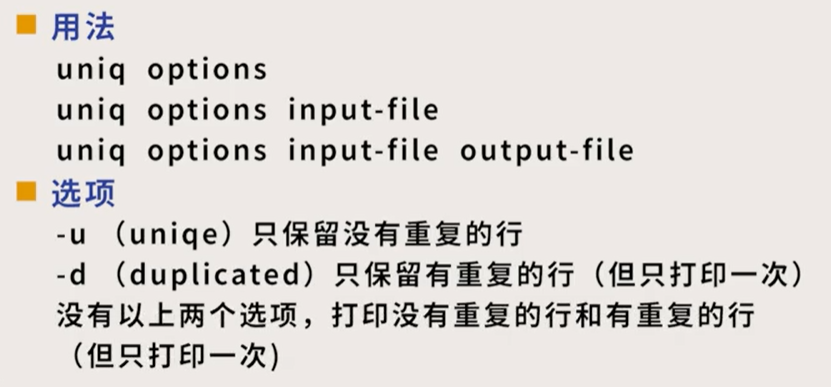 用法
uniq options
uniq options input-file
uniq options input-file output-file
选项
-u （uniqe）只保留没有重复的行
-d （duplicated）只保留有重复的行（但只打印一次）
没有以上两个选项，打印没有重复的行和有重复的行
（但只打印一次)